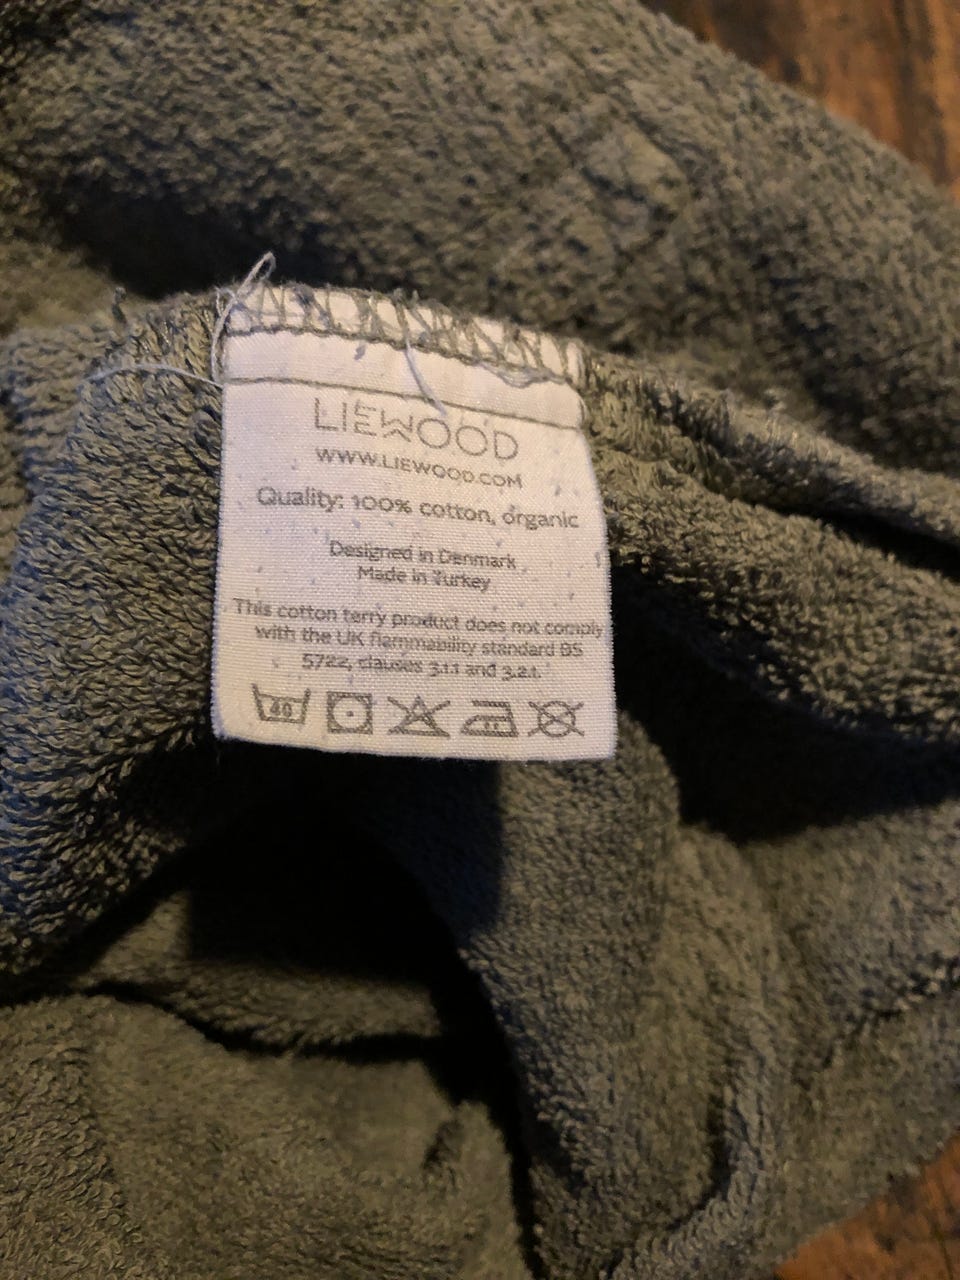 LIEWOOD
WWW.LIEWOOD.COM
Quality: 100% cotton, organic
Designed in Denmark
Made in Turkey
This cotton terry product does not comply
with the UK flammability standard BS
5722, clauses 3.1.1 and 3.2.1.
40